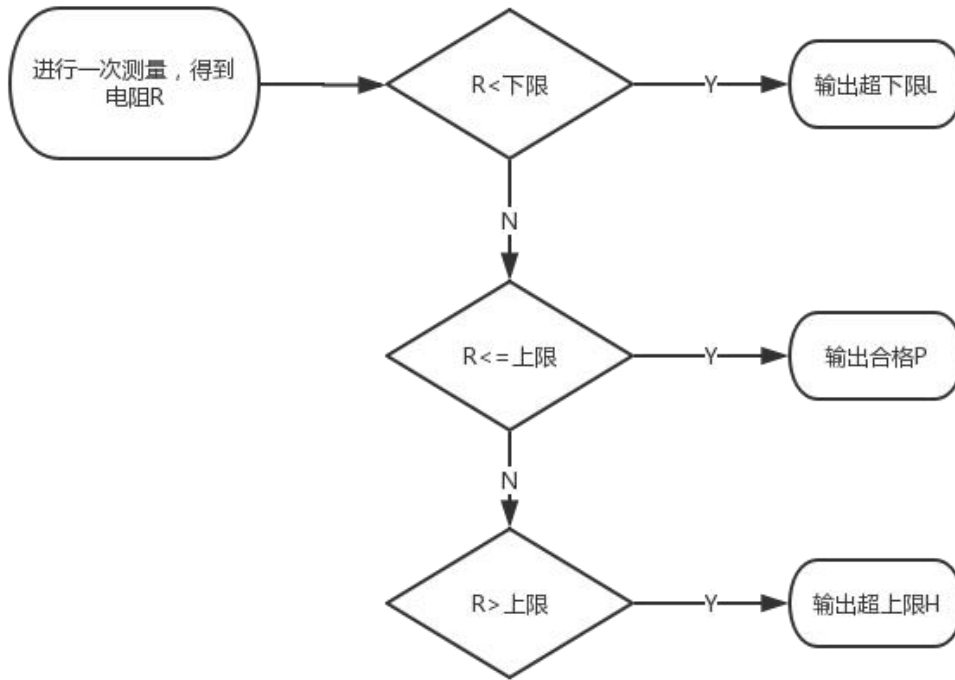 进行一次测量，得到
电阻R
R<下限
Y
输出超下限L
N
R<=上限
Y
输出合格P
N
R>上限
Y
输出超上限H